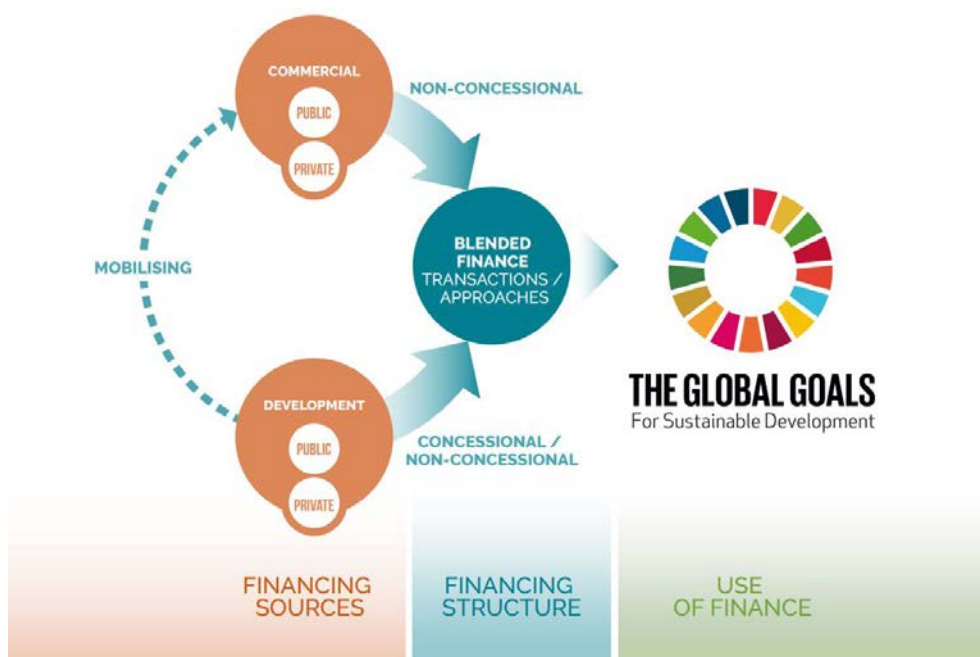 COMMERCIAL
PUBLIC
PRIVATE
NON-CONCESSIONAL
MOBILISING
BLENDED
FINANCE
TRANSACTIONS /
APPROACHES
THE GLOBAL GOALS
For Sustainable Development
DEVELOPMENT
PUBLIC
PRIVATE
CONCESSIONAL /
NON-CONCESSIONAL
FINANCING
SOURCES
FINANCING
STRUCTURE
USE
OF FINANCE